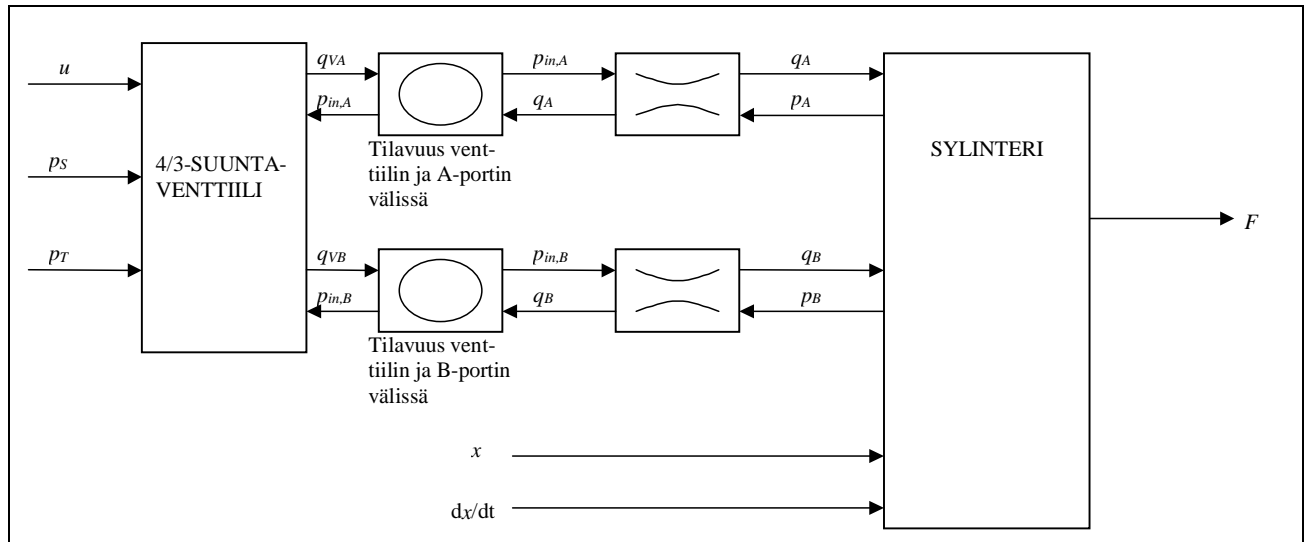 u
pS
pT
4/3-SUUNTA-
VENTTIILI
qVA
pin,A
pin,A
qA
qA
pA
Tilavuus vent-
tiilin ja A-portin
välissä
qVB
pin,B
pin,B
qB
qB
pB
Tilavuus vent-
tiilin ja B-portin
välissä
SYLINTERI
F
x
dx/dt